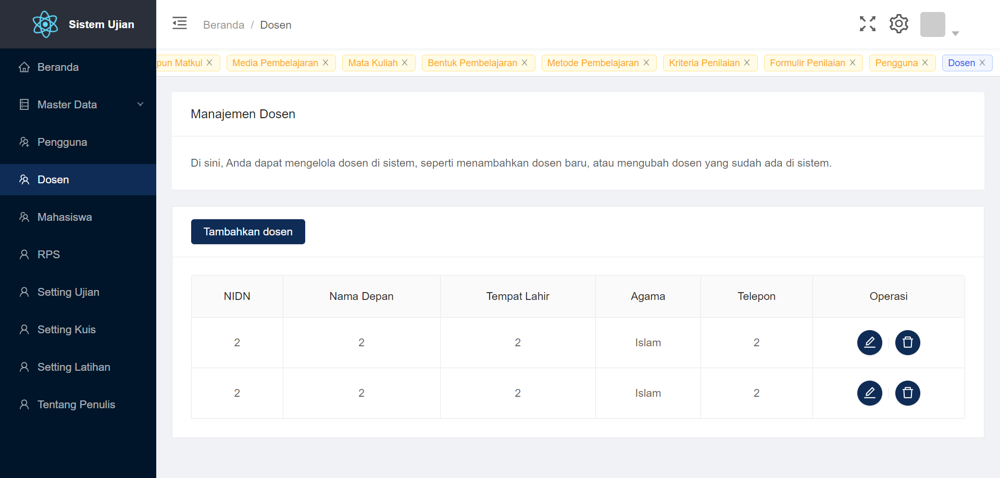 Sistem Ujian
Beranda / Dosen
pun Matkul
Media Pembelajaran
Mata Kuliah
Bentuk Pembelajaran
Metode Pembelajaran
Kriteria Penilaian
Formulir Penilaian
Pengguna
Dosen
Beranda
Master Data
Pengguna
Dosen
Mahasiswa
RPS
Setting Ujian
Setting Kuis
Setting Latihan
Tentang Penulis
Manajemen Dosen
Di sini, Anda dapat mengelola dosen di sistem, seperti menambahkan dosen baru, atau mengubah dosen yang sudah ada di sistem.
Tambahkan dosen
NIDN Nama Depan Tempat Lahir Agama Telepon Operasi
2 2 2 Islam 2
2 2 2 Islam 2